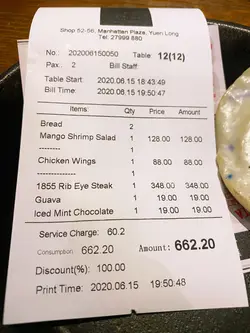 Shop 52-56, Manhatten Plaza, Yuen Long
Tel. 27999 880
No.: 202006150050 Table: 12(12)
Pax.: 2 Bill Staff
Table Start: 2020.06.15 18:43:49
Bill Time: 2020.06.15 19:50:47
Items: Qty Price Amount:
Bread 2
Mango Shrimp Salad 1 128.00 128.00
-------- 1
-------- 1
Chicken Wings 1 88.00 88.00
-------- 1
1855 Rib Eye Steak 1 348.00 348.00
Guava 1 19.00 19.00
Iced Mint Chocolate 1 19.00 19.00
Service Charge: 60.2
Consumption 662.20 Amount: 662.20
Discount(%): 100.00
Print Time: 2020.06.15 19:50:48